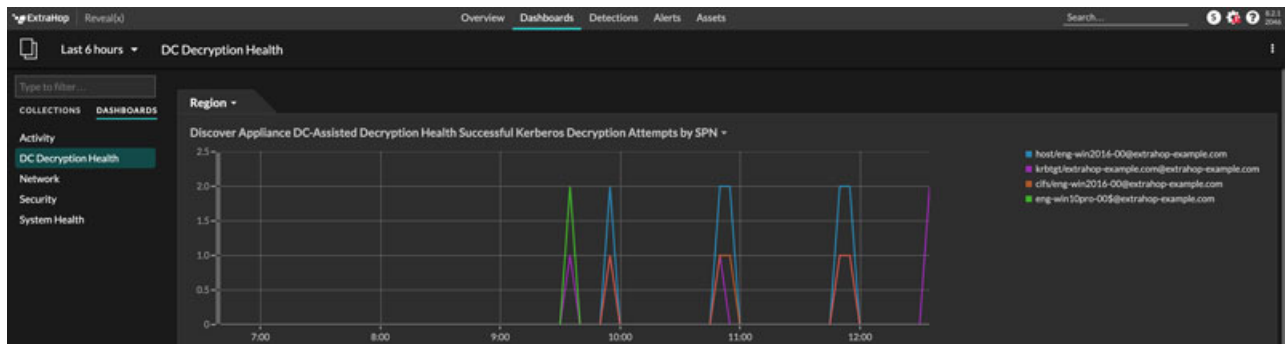 ExtraHop Reveal(x) Overview Dashboards Detections Alerts Assets Search... 8.2.1
2046
Last 6 hours DC Decryption Health
Type to filter...
COLLECTIONS DASHBOARDS
Activity
DC Decryption Health
Network
Security
System Health
Region
Discover Appliance DC-Assisted Decryption Health Successful Kerberos Decryption Attempts by SPN
2.5
2.0
1.5
1.0
0.5
0
7:00 8:00 9:00 10:00 11:00 12:00
host/eng-win2016-00@extrahop-example.com
krbtgt/extrahop-example.com@extrahop-example.com
cifs/eng-win2016-00@extrahop-example.com
eng-win10pro-00$@extrahop-example.com